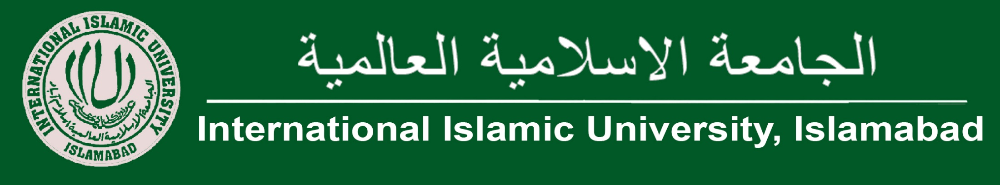 INTERNATIONAL ISLAMIC UNIVERSITY
ISLAMABAD
الجامعة الاسلامية العالمية
International Islamic University, Islamabad